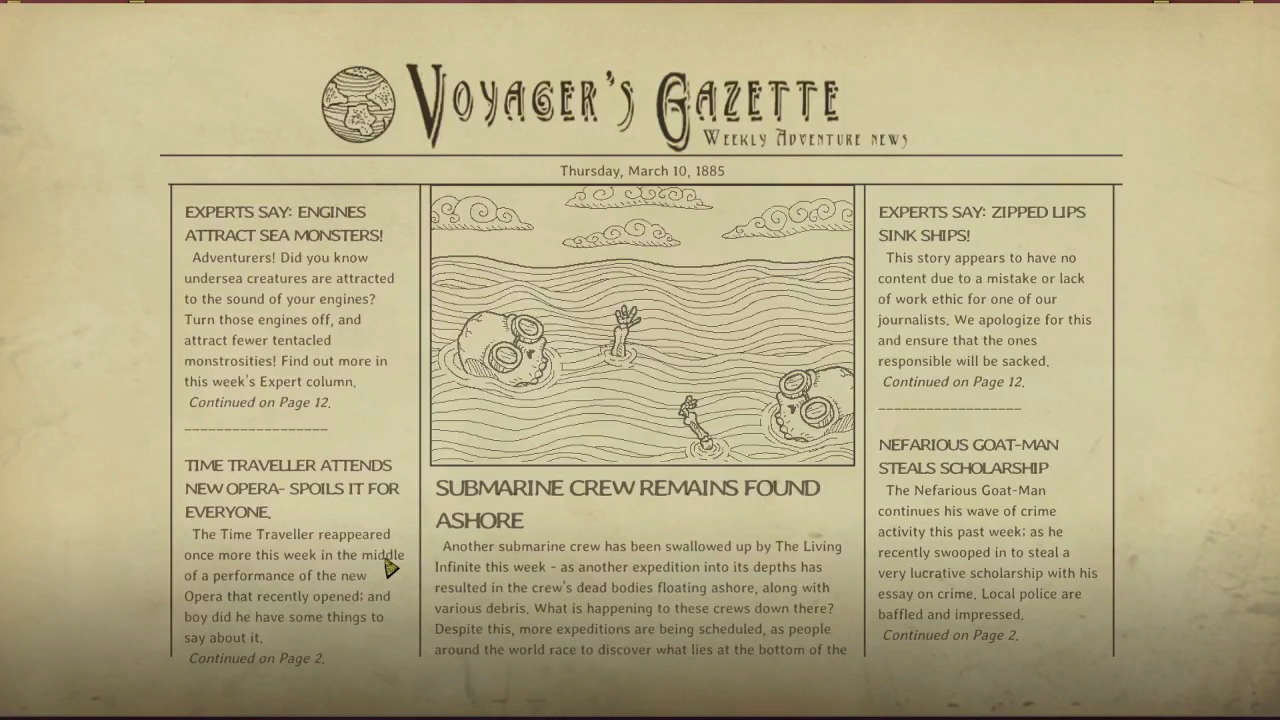 VOYAGER'S GAZETTE
WEEKLY ADVENTURE NEWS
Thursday, March 10, 1885
EXPERTS SAY: ENGINES
ATTRACT SEA MONSTERS!
Adventurers! Did you know
undersea creatures are attracted
to the sound of your engines?
Turn those engines off, and
attract fewer tentacled
monstrosities! Find out more in
this week's Expert column.
Continued on Page 12.
__________________
TIME TRAVELLER ATTENDS
NEW OPERA- SPOILS IT FOR
EVERYONE.
The Time Traveller reappeared
once more this week in the middle
of a performance of the new
Opera that recently opened; and
boy did he have some things to
say about it.
Continued on Page 2.
SUBMARINE CREW REMAINS FOUND
ASHORE
Another submarine crew has been swallowed up by The Living
Infinite this week - as another expedition into its depths has
resulted in the crew's dead bodies floating ashore, along with
various debris. What is happening to these crews down there?
Despite this, more expeditions are being scheduled, as people
around the world race to discover what lies at the bottom of the
EXPERTS SAY: ZIPPED LIPS
SINK SHIPS!
This story appears to have no
content due to a mistake or lack
of work ethic for one of our
journalists. We apologize for this
and ensure that the ones
responsible will be sacked.
Continued on Page 12.
__________________
NEFARIOUS GOAT-MAN
STEALS SCHOLARSHIP
The Nefarious Goat-Man
continues his wave of crime
activity this past week; as he
recently swooped in to steal a
very lucrative scholarship with his
essay on crime. Local police are
baffled and impressed.
Continued on Page 2.